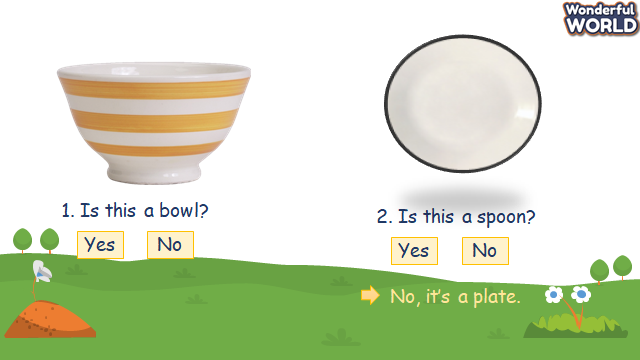 Wonderful
WORLD
1. Is this a bowl?
Yes
No
2. Is this a spoon?
Yes
No
No, it's a plate.